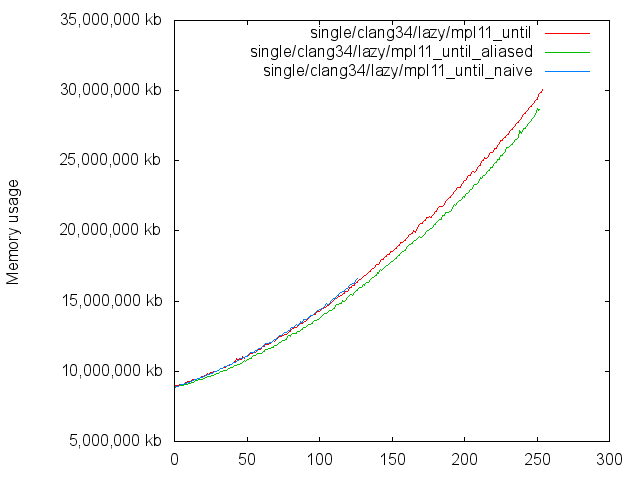 35,000,000 kb
30,000,000 kb
25,000,000 kb
20,000,000 kb
15,000,000 kb
10,000,000 kb
5,000,000 kb
Memory usage
single/clang34/lazy/mpl11_until
single/clang34/lazy/mpl11_until_aliased
single/clang34/lazy/mpl11_until_naive
0 50 100 150 200 250 300